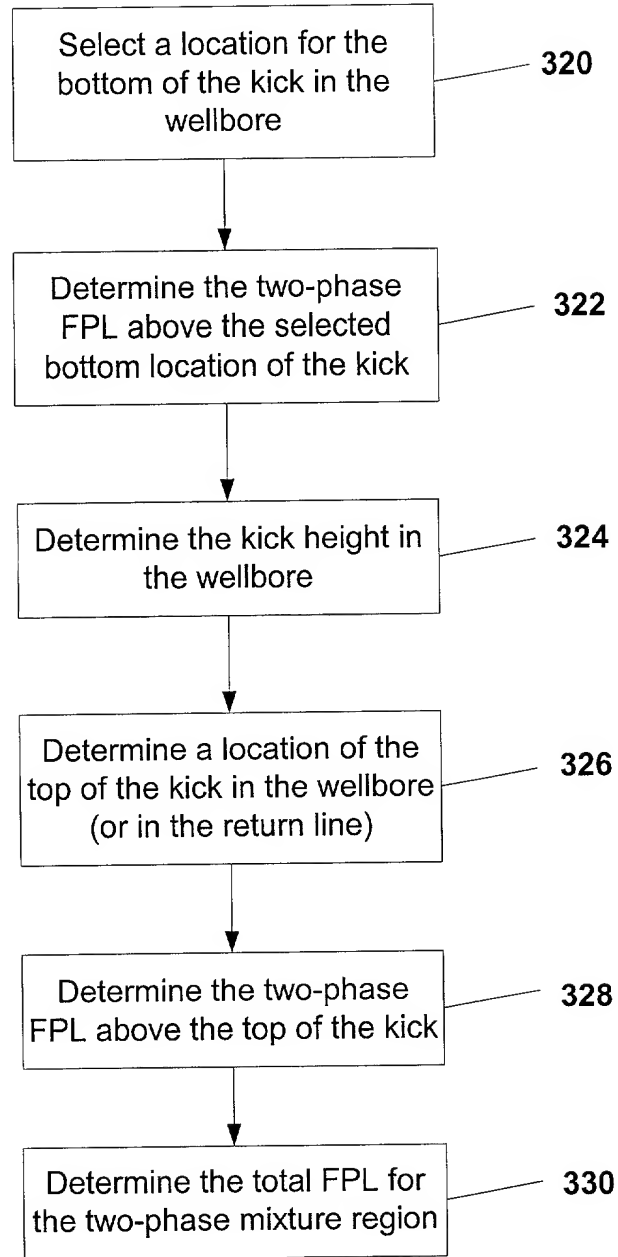 Select a location for the
bottom of the kick in the
wellbore
320
Determine the two-phase
FPL above the selected
bottom location of the kick
322
Determine the kick height in
the wellbore
324
Determine a location of the
top of the kick in the wellbore
(or in the return line)
326
Determine the two-phase
FPL above the top of the kick
328
Determine the total FPL for
the two-phase mixture region
330